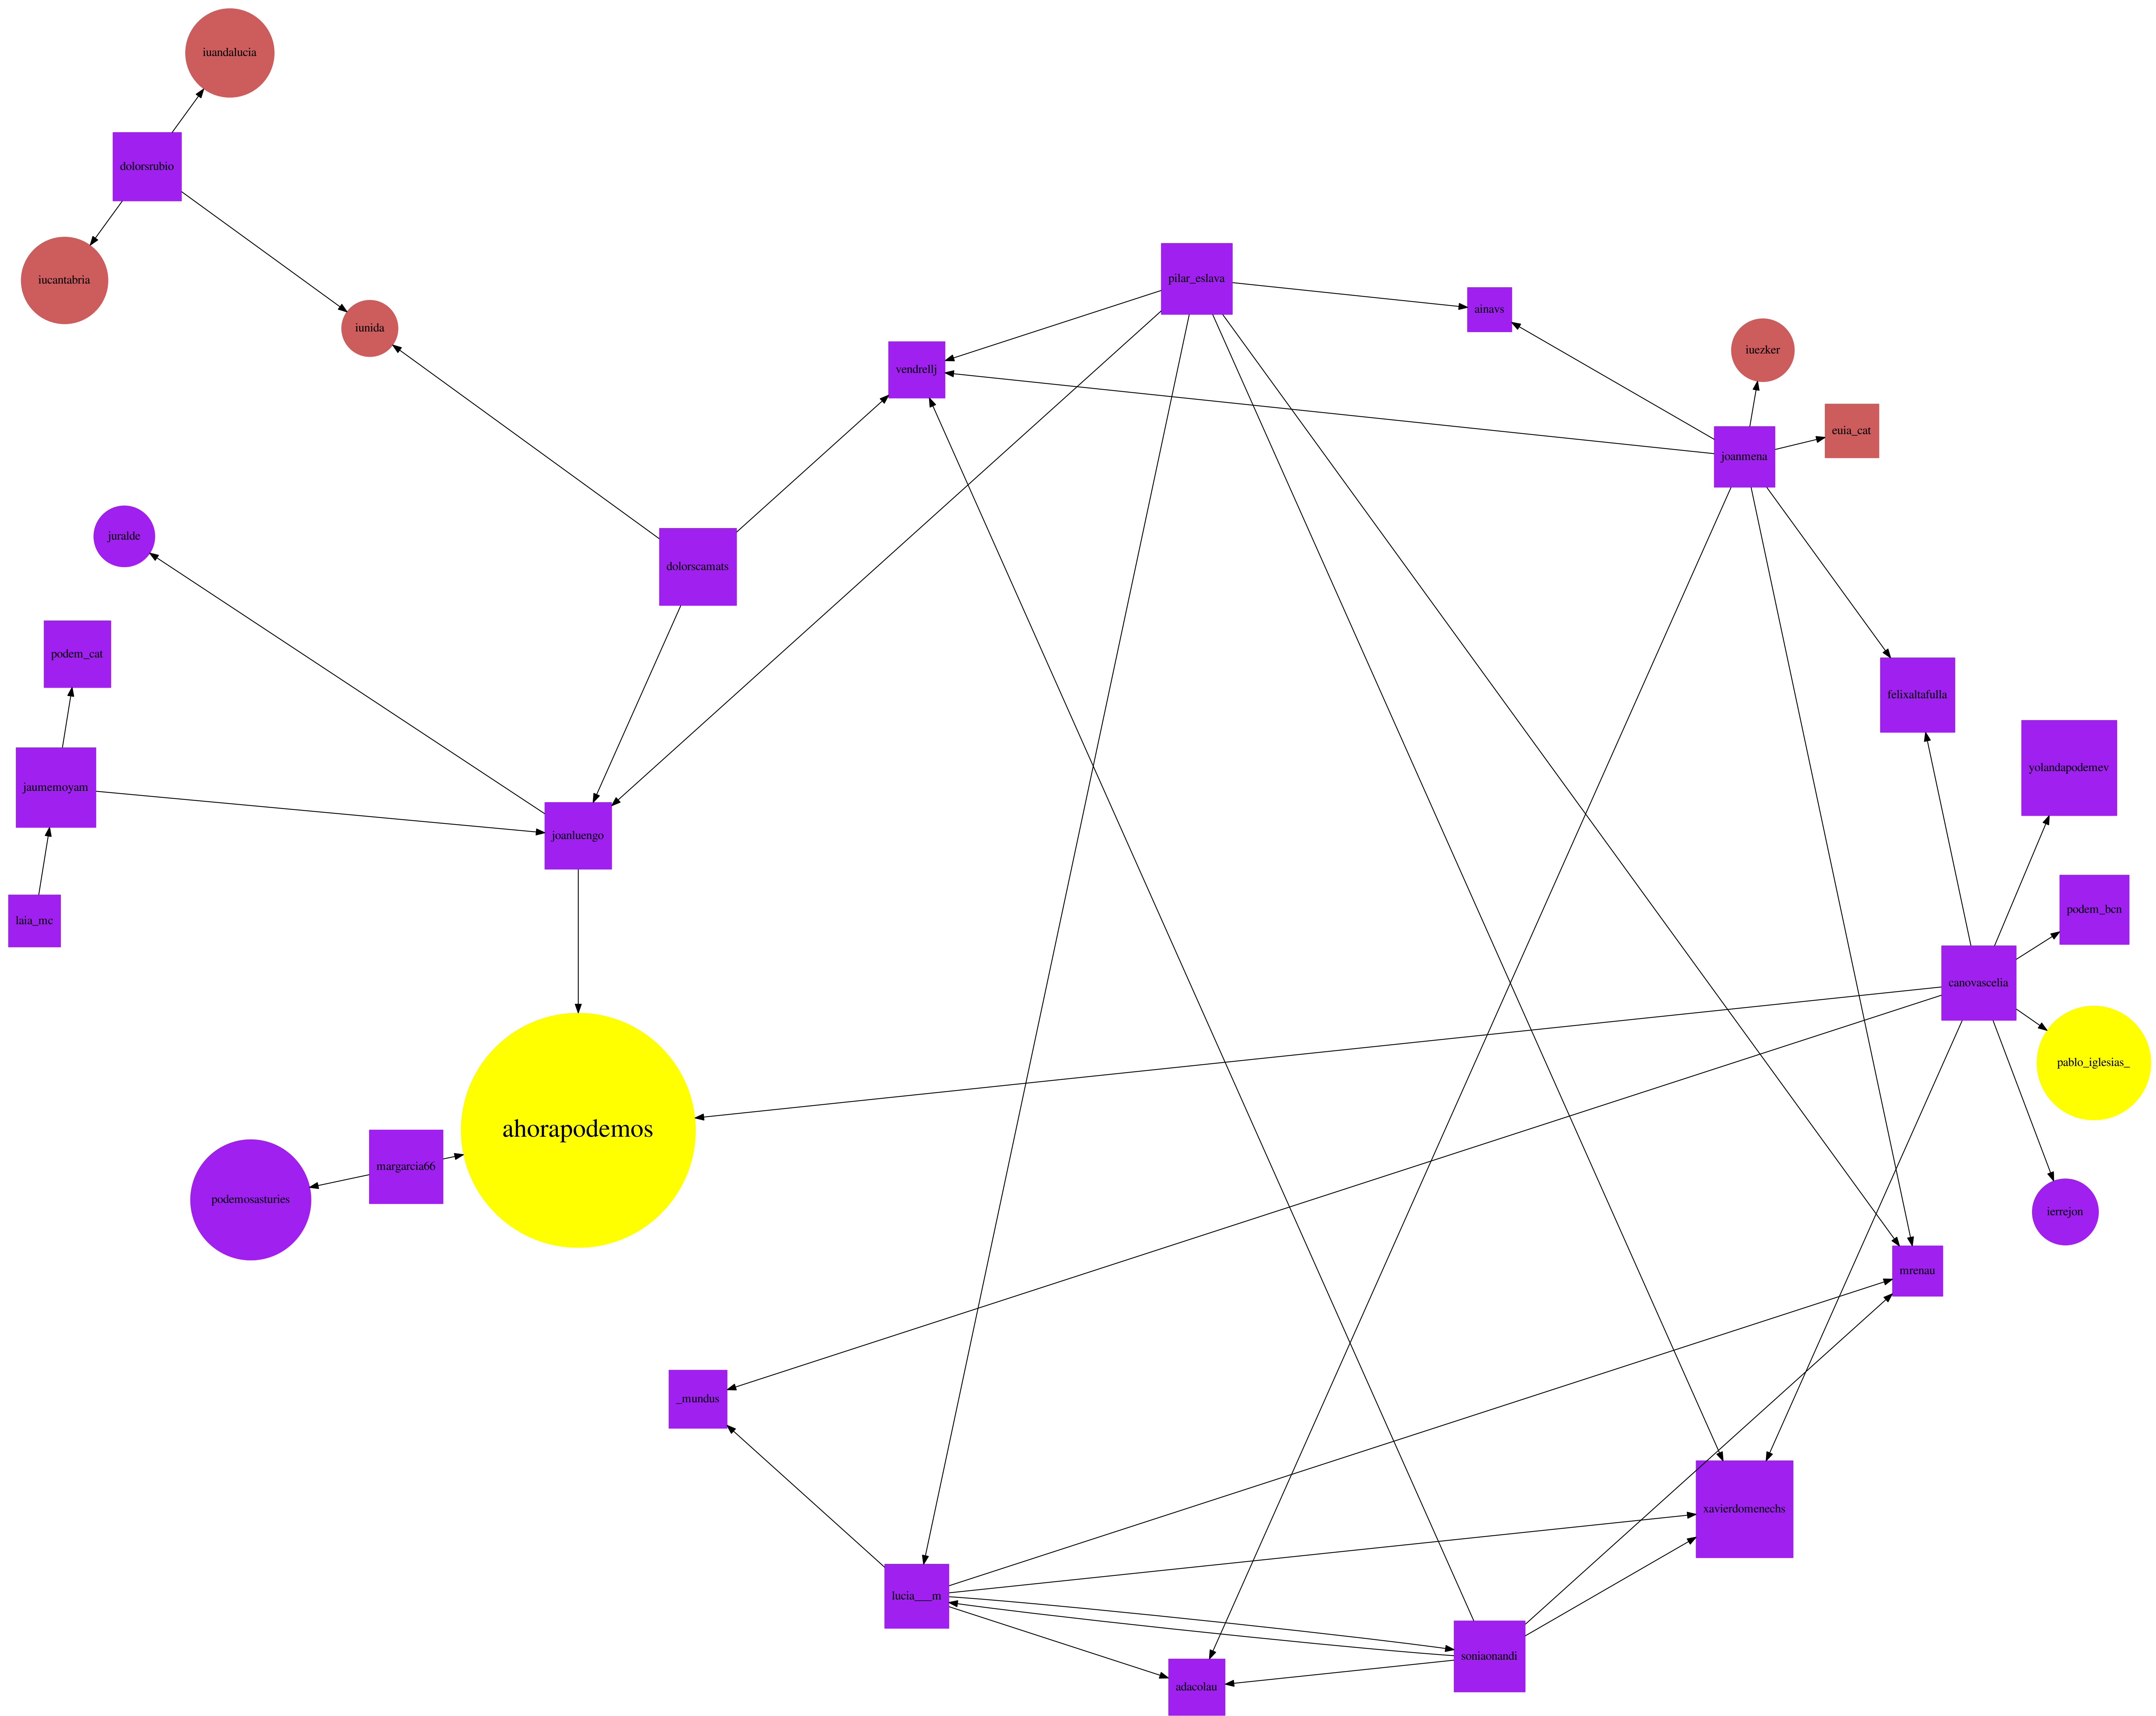 iuandalucia
dolorsrubio
iucantabria
pilar_eslava
ainavs
iunida
iuezker
vendrellj
euia_cat
joanmena
juralde
dolorscamats
podem_cat
felixaltafulla
yolandapodemev
jaumemoyam
joanluengo
podem_bcn
laia_mc
canovascelia
pablo_iglesias_
ahorapodemos
margarcia66
podemosasturies
ierrejon
mrenau
_mundus
xavierdomenechs
lucia___m
soniaonandi
adacolau